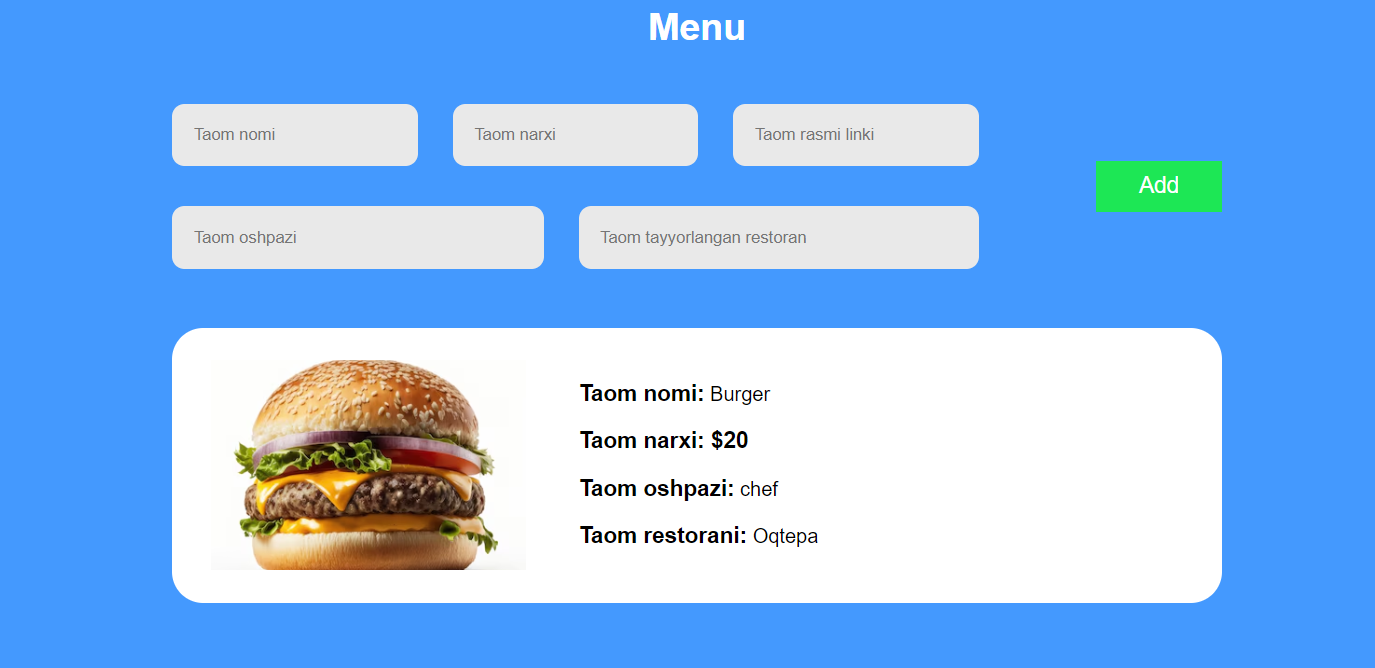 Menu
Taom nomi
Taom narxi
Taom rasmi linki
Add
Taom oshpazi
Taom tayyorlangan restoran
Taom nomi: Burger
Taom narxi: $20
Taom oshpazi: chef
Taom restorani: Oqtepa